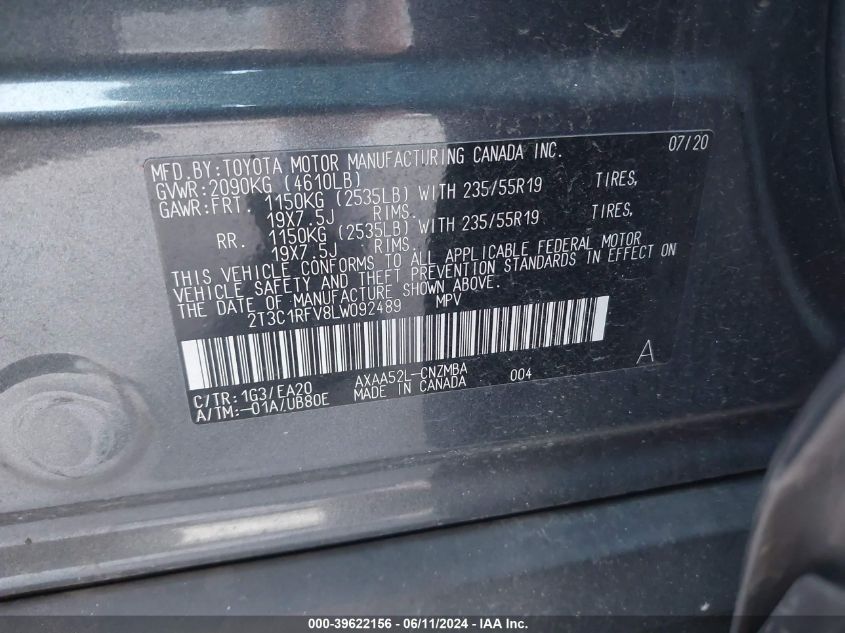 MFD.BY:TOYOTA MOTOR MANUFACTURING CANADA INC. 07/20
GVWR:2090KG (4610LB)
GAWR:FRT. 1150KG (2535LB) WITH 235/55R19 TIRES,
19X7.5J RIMS.
RR. 1150KG (2535LB) WITH 235/55R19 TIRES,
19X7.5J RIMS.
THIS VEHICLE CONFORMS TO ALL APPLICABLE FEDERAL MOTOR
VEHICLE SAFETY AND THEFT PREVENTION STANDARDS IN EFFECT ON
THE DATE OF MANUFACTURE SHOWN ABOVE.
2T3C1RFV8LW092489 MPV
A
C/TR:1G3/EA20 AXAA52L-CNZMBA 004
A/TM:-01A/UB80E MADE IN CANADA
000-39622156 - 06/11/2024 - IAA Inc.